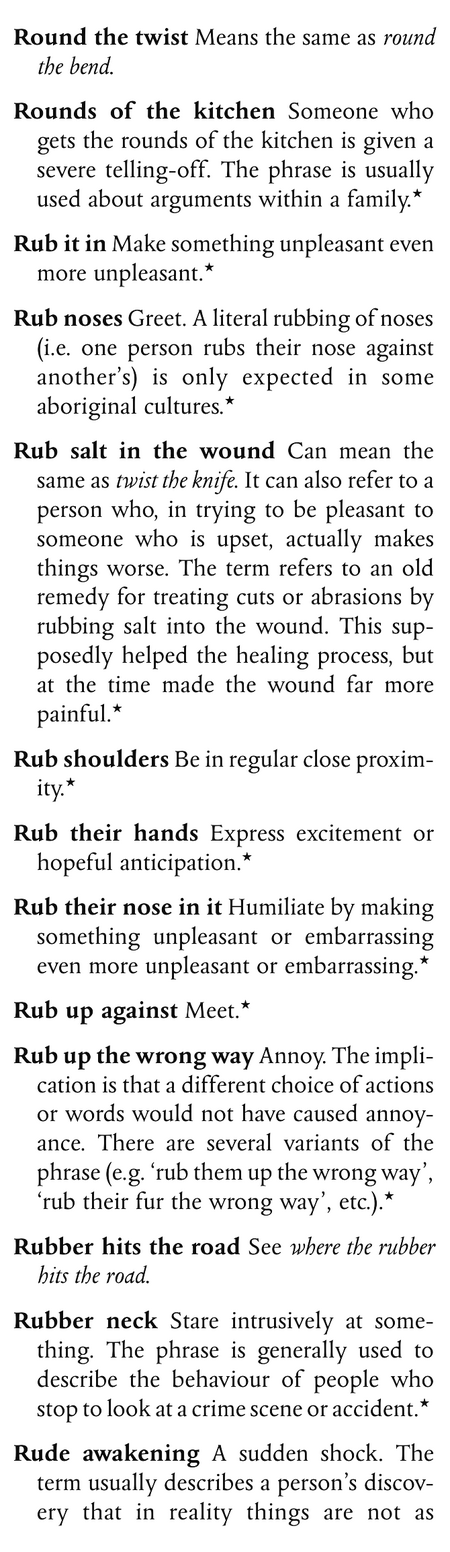 Round the twist Means the same as round
the bend.
Rounds of the kitchen Someone who
gets the rounds of the kitchen is given a
severe telling-off. The phrase is usually
used about arguments within a family.★
Rub it in Make something unpleasant even
more unpleasant.★
Rub noses Greet. A literal rubbing of noses
(i.e. one person rubs their nose against
another's) is only expected in some
aboriginal cultures.★
Rub salt in the wound Can mean the
same as twist the knife. It can also refer to a
person who, in trying to be pleasant to
someone who is upset, actually makes
things worse. The term refers to an old
remedy for treating cuts or abrasions by
rubbing salt into the wound. This sup-
posedly helped the healing process, but
at the time made the wound far more
painful.★
Rub shoulders Be in regular close proxim-
ity.★
Rub their hands Express excitement or
hopeful anticipation.★
Rub their nose in it Humiliate by making
something unpleasant or embarrassing
even more unpleasant or embarrassing.★
Rub up against Meet.★
Rub up the wrong way Annoy. The impli-
cation is that a different choice of actions
or words would not have caused annoy-
ance. There are several variants of the
phrase (e.g. 'rub them up the wrong way',
'rub their fur the wrong way', etc.).★
Rubber hits the road See where the rubber
hits the road.
Rubber neck Stare intrusively at some-
thing. The phrase is generally used to
describe the behaviour of people who
stop to look at a crime scene or accident.★
Rude awakening A sudden shock. The
term usually describes a person's discov-
ery that in reality things are not as